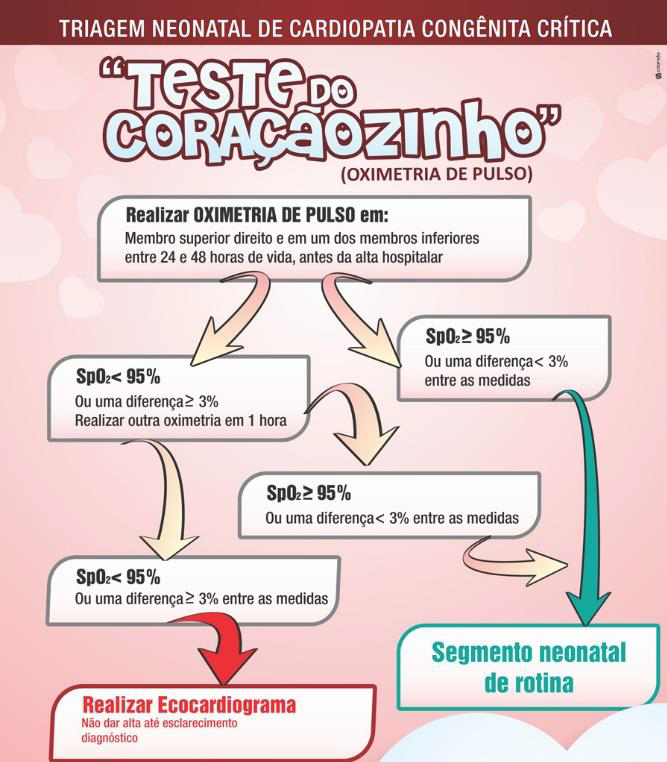 TRIAGEM NEONATAL DE CARDIOPATIA CONGÊNITA CRÍTICA
“TESTE DO
CORAÇÃOZINHO”
(OXIMETRIA DE PULSO)
Realizar OXIMETRIA DE PULSO em:
Membro superior direito e em um dos membros inferiores
entre 24 e 48 horas de vida, antes da alta hospitalar
SpO₂≥ 95%
Ou uma diferença< 3%
entre as medidas
SpO₂< 95%
Ou uma diferença≥ 3%
Realizar outra oximetria em 1 hora
SpO₂≥ 95%
Ou uma diferença< 3% entre as medidas
SpO₂< 95%
Ou uma diferença≥ 3% entre as medidas
Segmento neonatal
de rotina
Realizar Ecocardiograma
Não dar alta até esclarecimento
diagnóstico